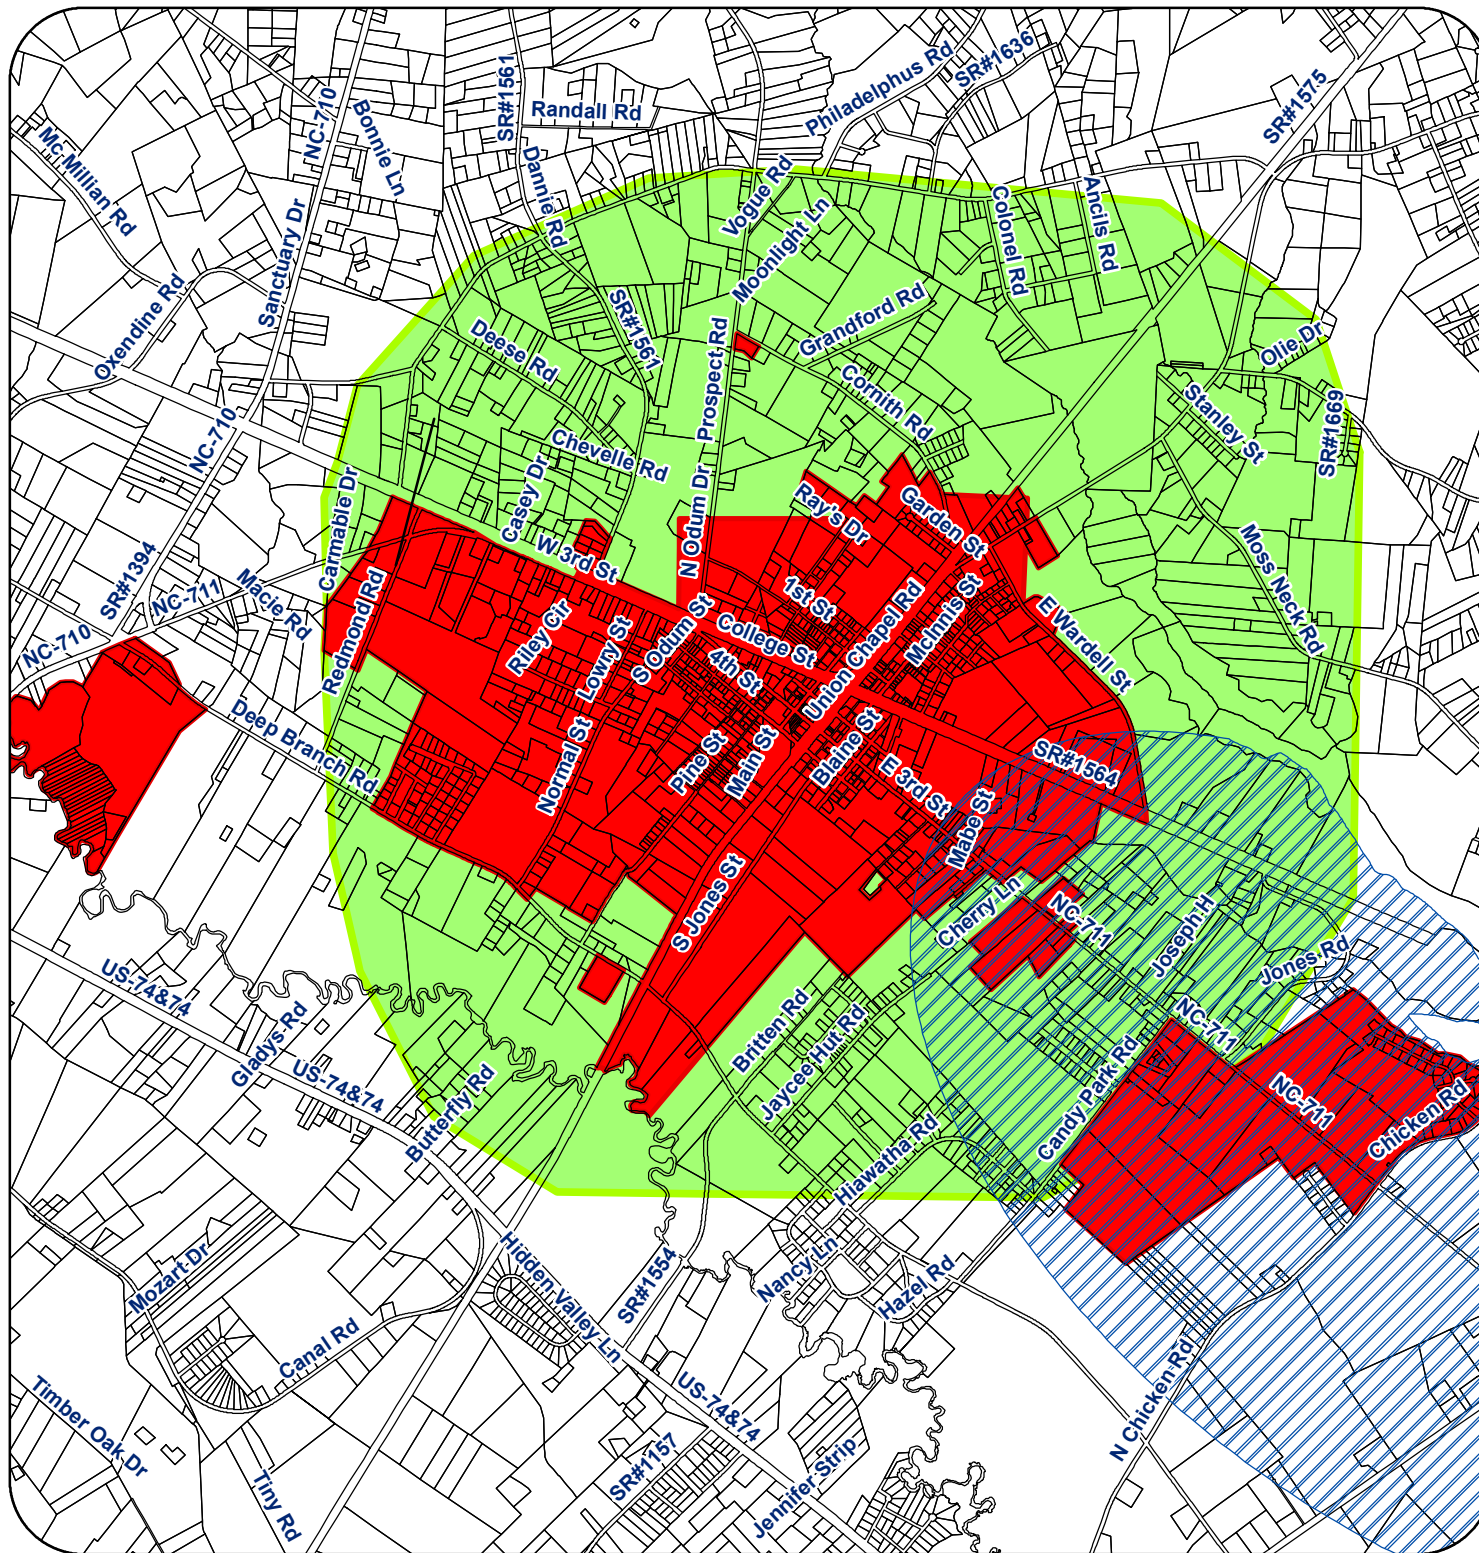 SR#1561
NC-710
Bonnie Ln
Randall Rd
Philadelphus Rd
SR#1636
SR#1575
Mc Millian Rd
Dannie Rd
Vogue Rd
Moonlight Ln
Colonel Rd
Ancils Rd
Sanctuary Dr
Oxendine Rd
SR#1561
Deese Rd
Prospect Rd
Grandford Rd
Olie Dr
Cornith Rd
Stanley St
SR#1669
NC-710
Chevelle Rd
Casey Dr
Carmable Dr
N Odum Dr
Ray's Dr
Garden St
W 3rd St
Moss Neck Rd
SR#1394
NC-711
Macie Rd
Redmond Rd
1st St
Union Chapel Rd
Mc-Innis St
E Wardell St
NC-710
Riley Cir
Lowry St
S Odum St
College St
4th St
Deep Branch Rd
Normal St
Pine St
Main St
Blaine St
E 3rd St
SR#1564
Mabe St
S Jones St
Cherry Ln
NC-711
Joseph H
Jones Rd
US-74&74
Gladys Rd
US-74&74
Butterfly Rd
Britten Rd
Jaycee Hut Rd
NC-711
Candy Park Rd
NC-711
Chicken Rd
Hiawatha Rd
Mozart Dr
Hidden Valley Ln
SR#1554
Nancy Ln
Hazel Rd
Canal Rd
N Chicken Rd
US-74&74
Timber Oak Dr
Tiny Rd
SR#1157
Jennifer Strip